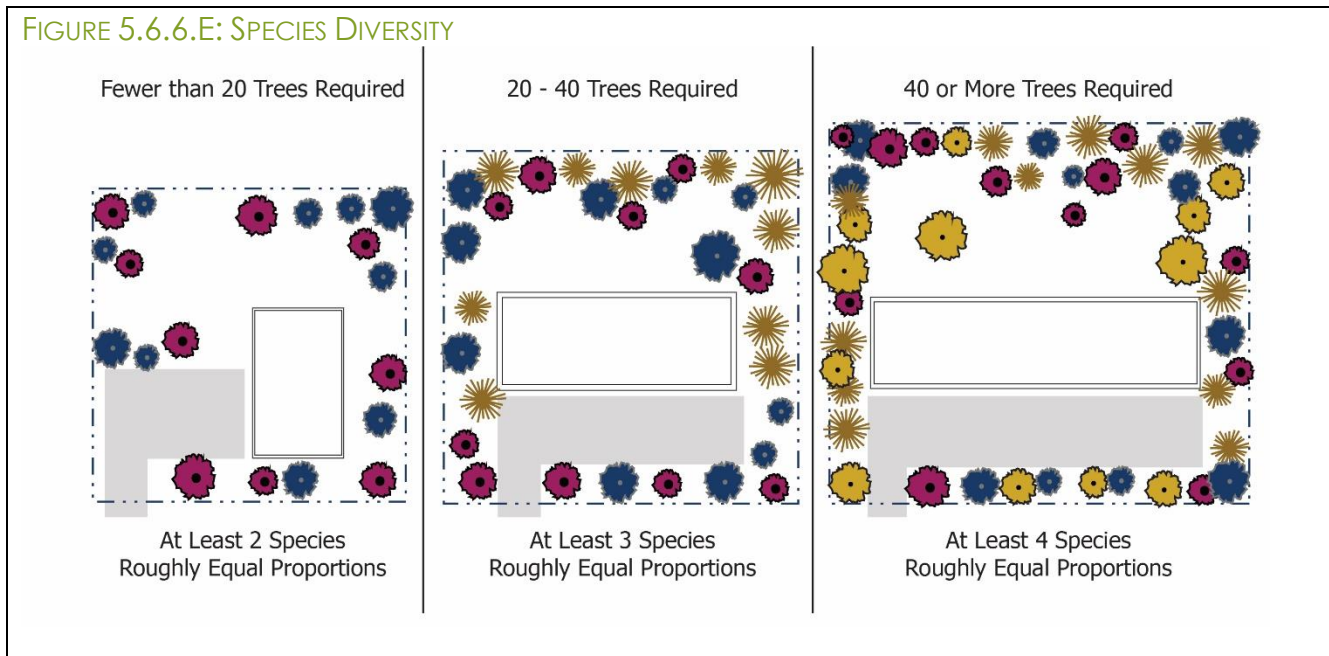 FIGURE 5.6.6.E: SPECIES DIVERSITY
Fewer than 20 Trees Required
At Least 2 Species
Roughly Equal Proportions
20 - 40 Trees Required
At Least 3 Species
Roughly Equal Proportions
40 or More Trees Required
At Least 4 Species
Roughly Equal Proportions